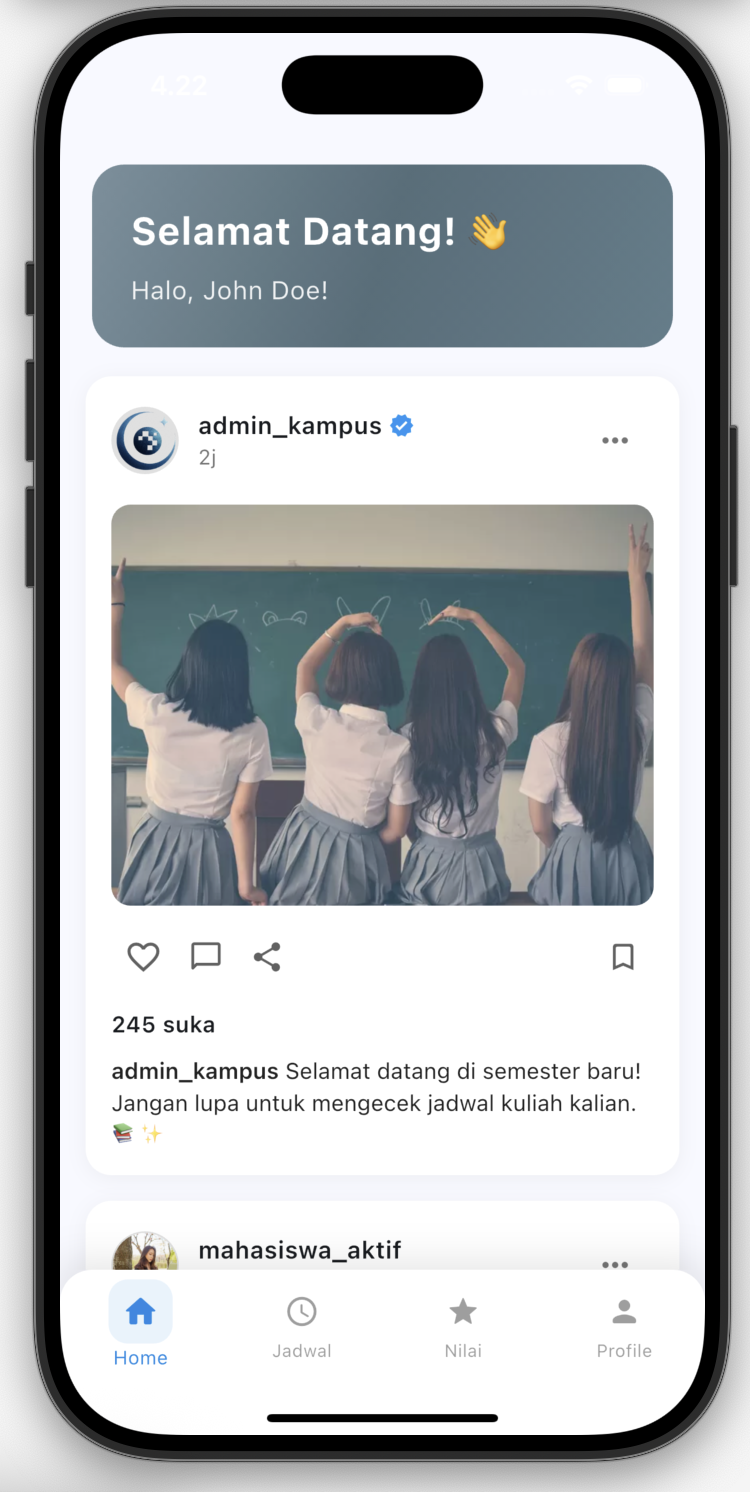 4.22
Selamat Datang! 👋
Halo, John Doe!
admin_kampus
2j
245 suka
admin_kampus Selamat datang di semester baru!
Jangan lupa untuk mengecek jadwal kuliah kalian.
📚 ✨
mahasiswa_aktif
Home
Jadwal
Nilai
Profile